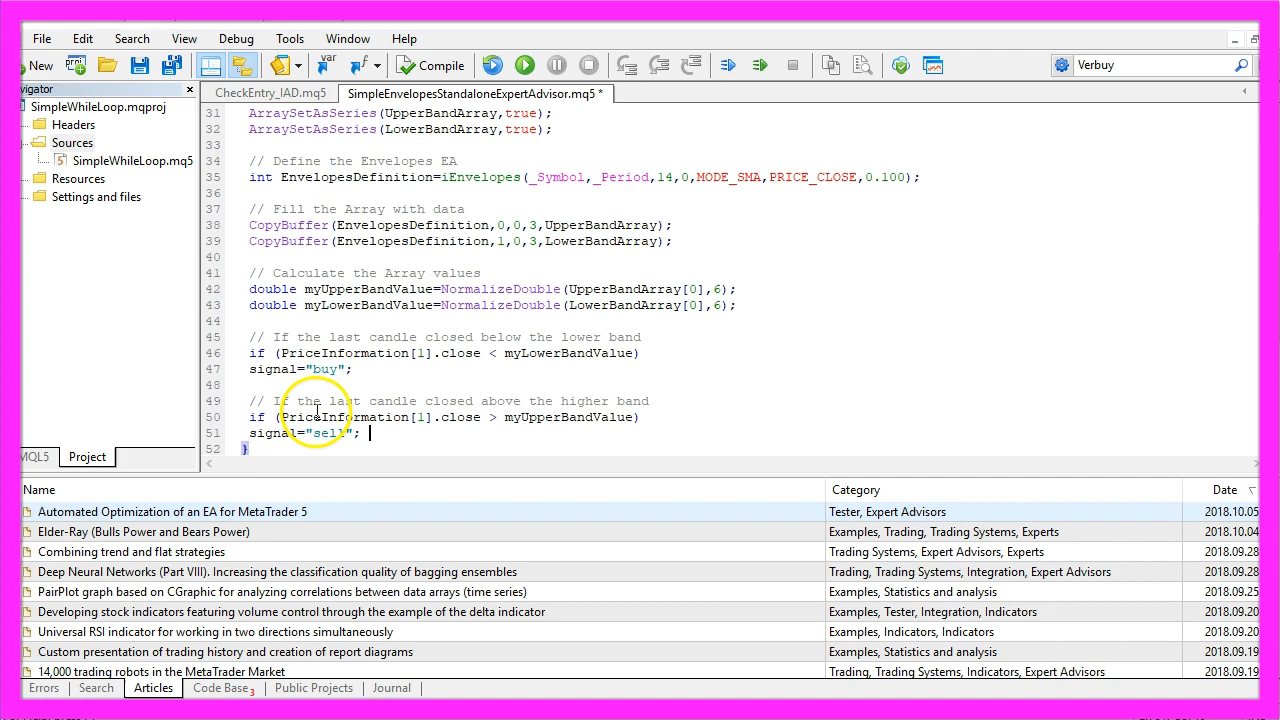 File Edit Search View Debug Tools Window Help
New Compile Verbuy
vigator CheckEntry_IAD.mq5 SimpleEnvelopesStandaloneExpertAdvisor.mq5 *
SimpleWhileLoop.mqproj
Headers
Sources
SimpleWhileLoop.mq5
Resources
Settings and files
MQL5 Project
31 ArraySetAsSeries(UpperBandArray,true);
32 ArraySetAsSeries(LowerBandArray,true);
33
34 // Define the Envelopes EA
35 int EnvelopesDefinition=iEnvelopes(_Symbol,_Period,14,0,MODE_SMA,PRICE_CLOSE,0.100);
36
37 // Fill the Array with data
38 CopyBuffer(EnvelopesDefinition,0,0,3,UpperBandArray);
39 CopyBuffer(EnvelopesDefinition,1,0,3,LowerBandArray);
40
41 // Calculate the Array values
42 double myUpperBandValue=NormalizeDouble(UpperBandArray[0],6);
43 double myLowerBandValue=NormalizeDouble(LowerBandArray[0],6);
44
45 // If the last candle closed below the lower band
46 if (PriceInformation[1].close < myLowerBandValue)
47 signal="buy";
48
49 // If the last candle closed above the higher band
50 if (PriceInformation[1].close > myUpperBandValue)
51 signal="sell";
52 }
Name Category Date
Automated Optimization of an EA for MetaTrader 5 Tester, Expert Advisors 2018.10.05
Elder-Ray (Bulls Power and Bears Power) Examples, Trading, Trading Systems, Experts 2018.10.04
Combining trend and flat strategies Trading Systems, Expert Advisors, Experts 2018.09.28
Deep Neural Networks (Part VIII). Increasing the classification quality of bagging ensembles Trading, Trading Systems, Integration, Expert Advisors 2018.09.28
PairPlot graph based on CGraphic for analyzing correlations between data arrays (time series) Examples, Statistics and analysis 2018.09.25
Developing stock indicators featuring volume control through the example of the delta indicator Examples, Tester, Integration, Indicators 2018.09.20
Universal RSI indicator for working in two directions simultaneously Examples, Indicators, Indicators 2018.09.20
Custom presentation of trading history and creation of report diagrams Examples, Statistics and analysis 2018.09.19
14,000 trading robots in the MetaTrader Market Trading, Trading Systems, Indicators, Expert Advisors 2018.09.19
Errors Search Articles Code Base 3 Public Projects Journal